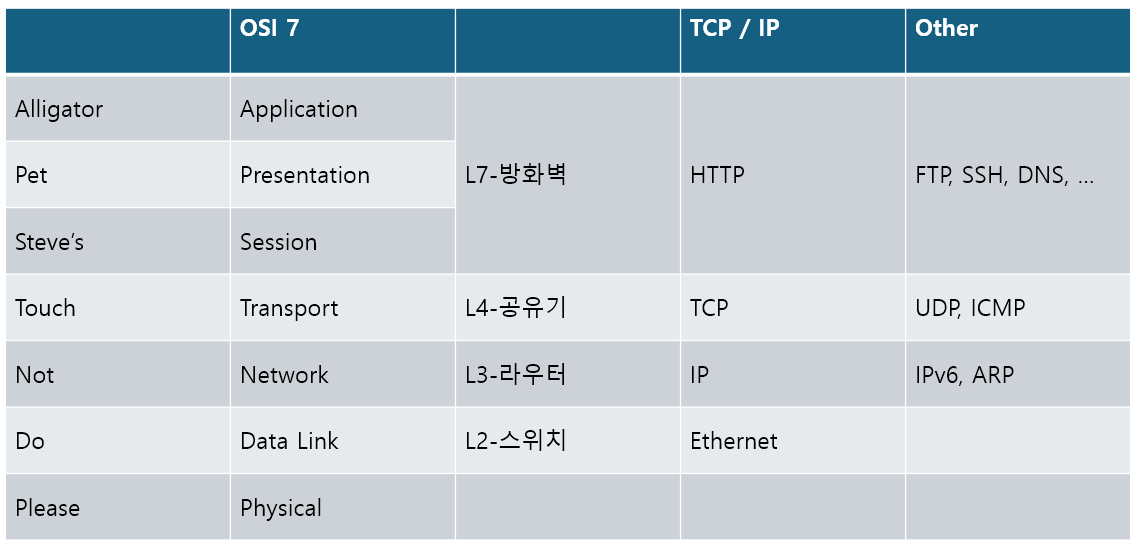 OSI 7 TCP / IP Other
Alligator Application
Pet Presentation L7-방화벽 HTTP FTP, SSH, DNS, ...
Steve's Session
Touch Transport L4-공유기 TCP UDP, ICMP
Not Network L3-라우터 IP IPv6, ARP
Do Data Link L2-스위치 Ethernet
Please Physical